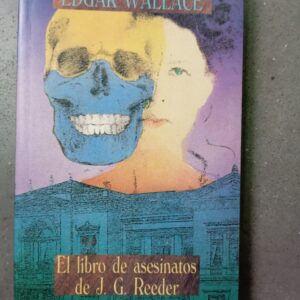 EDGAR WALLACE
El libro de asesinatos
de J. G. Reeder